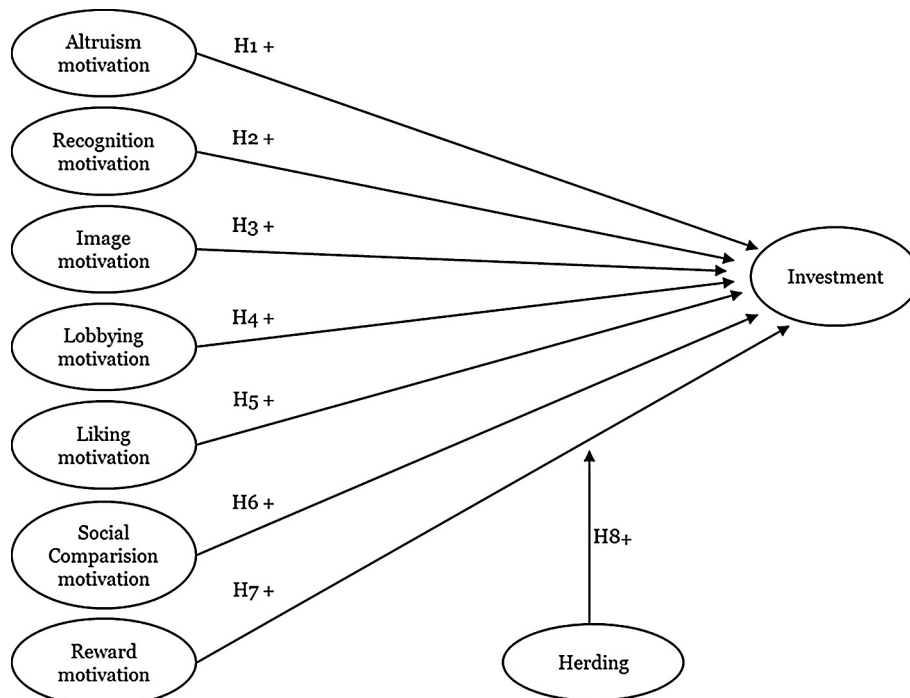 Altruism
motivation
H1 +
Recognition
motivation
H2 +
Image
motivation
H3 +
Investment
Lobbying
motivation
H4 +
Liking
motivation
H5 +
Social
Comparision
motivation
H6 +
H8+
Reward
motivation
H7 +
Herding